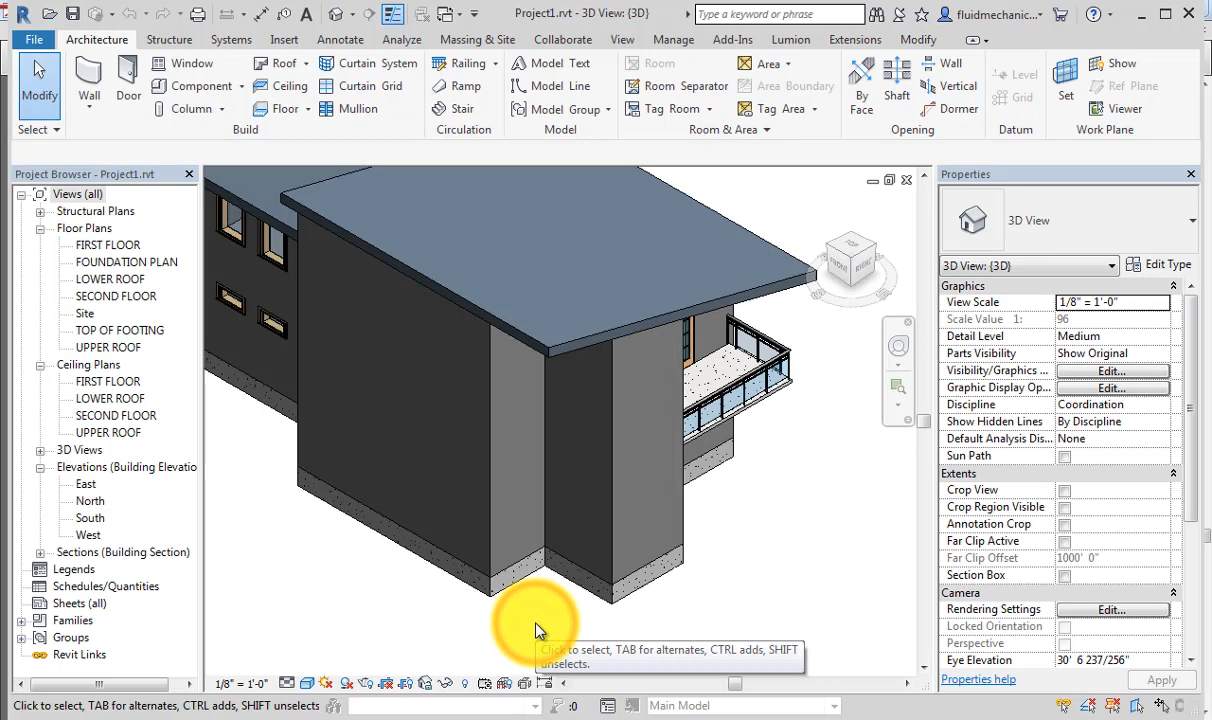 Project1.rvt - 3D View: {3D}
Type a keyword or phrase
fluidmechanic...
File Architecture Structure Systems Insert Annotate Analyze Massing & Site Collaborate View Manage Add-Ins Lumion Extensions Modify
Modify
Wall
Door
Window
Component
Column
Roof
Ceiling
Floor
Curtain System
Curtain Grid
Mullion
Railing
Ramp
Stair
Model Text
Model Line
Model Group
Room
Room Separator
Tag Room
Area
Area Boundary
Tag Area
By
Face
Shaft
Wall
Vertical
Dormer
Level
Grid
Set
Show
Ref Plane
Viewer
Select
Build
Circulation
Model
Room & Area
Opening
Datum
Work Plane
Project Browser - Project1.rvt
Views (all)
Structural Plans
Floor Plans
FIRST FLOOR
FOUNDATION PLAN
LOWER ROOF
SECOND FLOOR
Site
TOP OF FOOTING
UPPER ROOF
Ceiling Plans
FIRST FLOOR
LOWER ROOF
SECOND FLOOR
UPPER ROOF
3D Views
Elevations (Building Elevatio
East
North
South
West
Sections (Building Section)
Legends
Schedules/Quantities
Sheets (all)
Families
Groups
Revit Links
TOP
FRONT
RIGHT
Click to select, TAB for alternates, CTRL adds, SHIFT
unselects.
1/8" = 1'-0"
Properties
3D View
3D View: {3D}
Edit Type
Graphics
View Scale 1/8" = 1'-0"
Scale Value 1: 96
Detail Level Medium
Parts Visibility Show Original
Visibility/Graphics ... Edit...
Graphic Display Op... Edit...
Discipline Coordination
Show Hidden Lines By Discipline
Default Analysis Dis... None
Sun Path
Extents
Crop View
Crop Region Visible
Annotation Crop
Far Clip Active
Far Clip Offset 1000' 0"
Section Box
Camera
Rendering Settings Edit...
Locked Orientation
Perspective
Eye Elevation 30' 6 237/256"
Properties help
Apply
Click to select, TAB for alternates, CTRL adds, SHIFT unselects
:0
Main Model